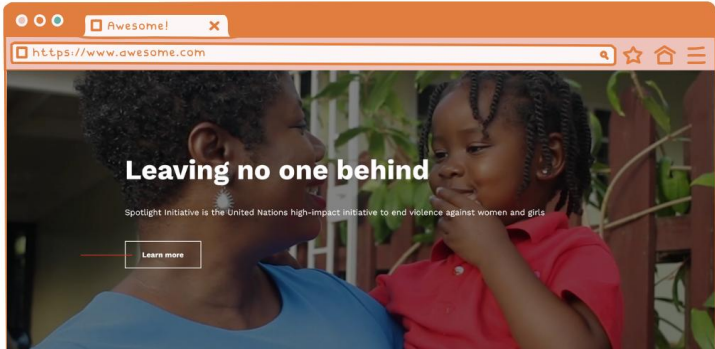 Awesome!
https://www.awesome.com
Leaving no one behind
Spotlight Initiative is the United Nations high-impact initiative to end violence against women and girls
Learn more